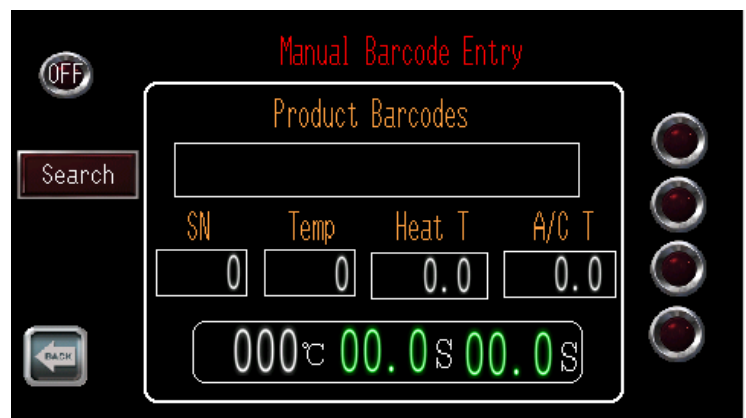 Manual Barcode Entry
OFF
Product Barcodes
Search
SN Temp Heat T A/C T
0 0 0.0 0.0
000℃ 00.0S 00.0S
BACK